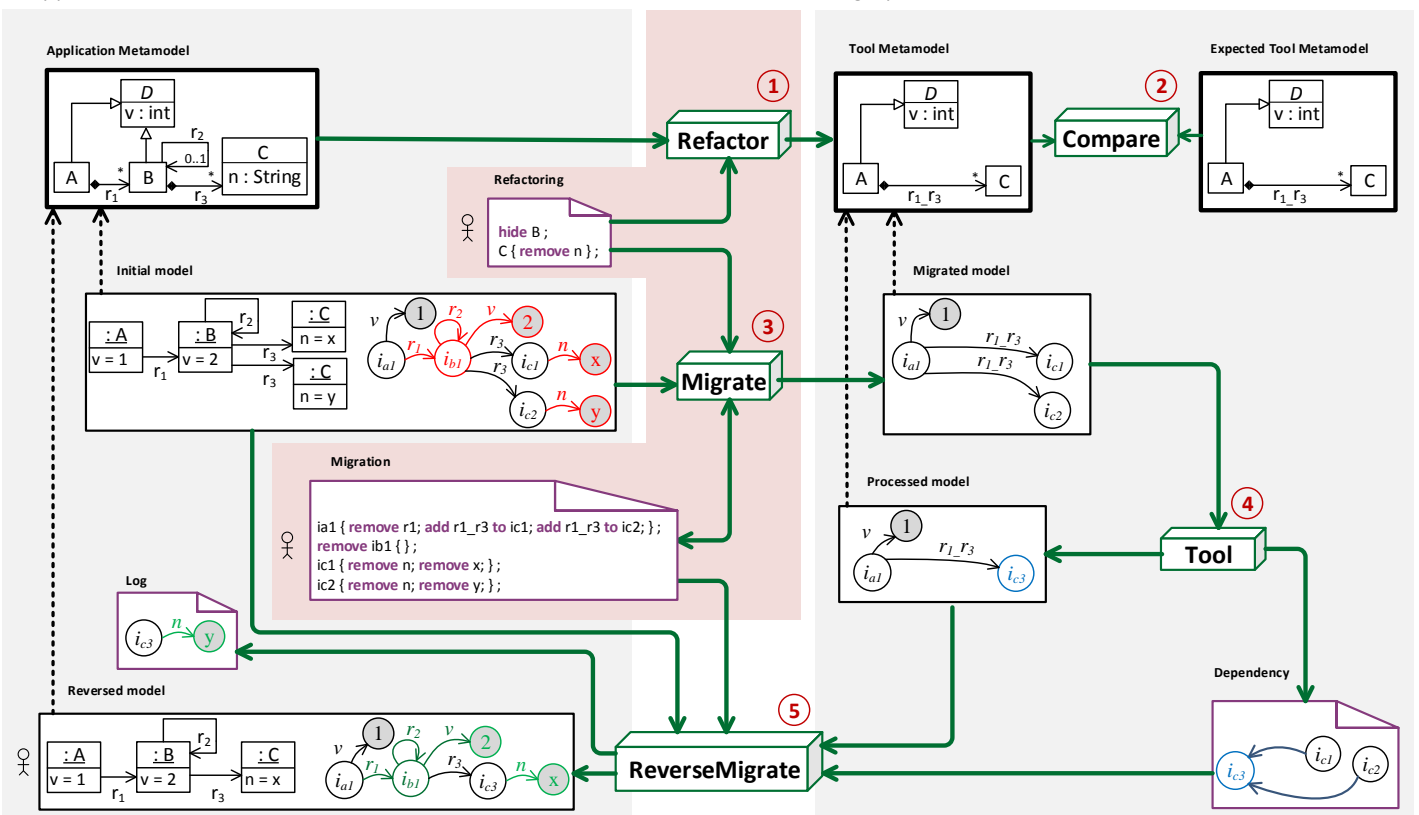 Application Metamodel
D
v : int
A
*
r1
B
r2
0..1
*
r3
C
n : String
1
Refactor
Refactoring
hide B ;
C { remove n } ;
Tool Metamodel
D
v : int
A
*
r1_r3
C
2
Compare
Expected Tool Metamodel
D
v : int
A
*
r1_r3
C
Initial model
: A
v = 1
r1
: B
v = 2
r2
r3
r3
: C
n = x
: C
n = y
v
1
ia1
r1
r2
ib1
v
2
r3
r3
ic1
n
x
ic2
n
y
3
Migrate
Migrated model
v
1
ia1
r1_r3
r1_r3
ic1
ic2
Migration
ia1 { remove r1; add r1_r3 to ic1; add r1_r3 to ic2; } ;
remove ib1 { } ;
ic1 { remove n; remove x; } ;
ic2 { remove n; remove y; } ;
Processed model
v
1
ia1
r1_r3
ic3
4
Tool
Log
ic3
n
y
Dependency
ic3
ic1
ic2
Reversed model
: A
v = 1
r1
: B
v = 2
r2
r3
: C
n = x
v
1
ia1
r1
r2
ib1
v
2
r3
ic3
n
x
5
ReverseMigrate